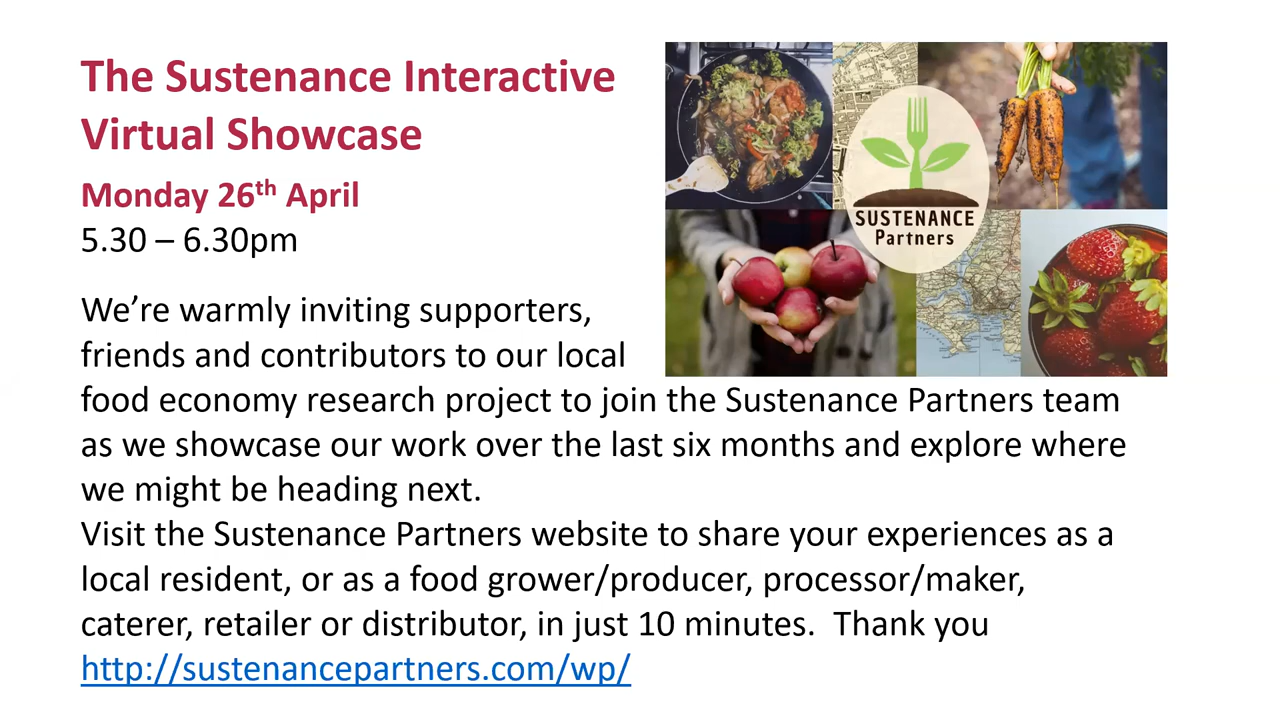 The Sustenance Interactive
Virtual Showcase
Monday 26th April
5.30 – 6.30pm
We’re warmly inviting supporters,
friends and contributors to our local
food economy research project to join the Sustenance Partners team
as we showcase our work over the last six months and explore where
we might be heading next.
Visit the Sustenance Partners website to share your experiences as a
local resident, or as a food grower/producer, processor/maker,
caterer, retailer or distributor, in just 10 minutes.  Thank you
http://sustenancepartners.com/wp/
SUSTENANCE
Partners